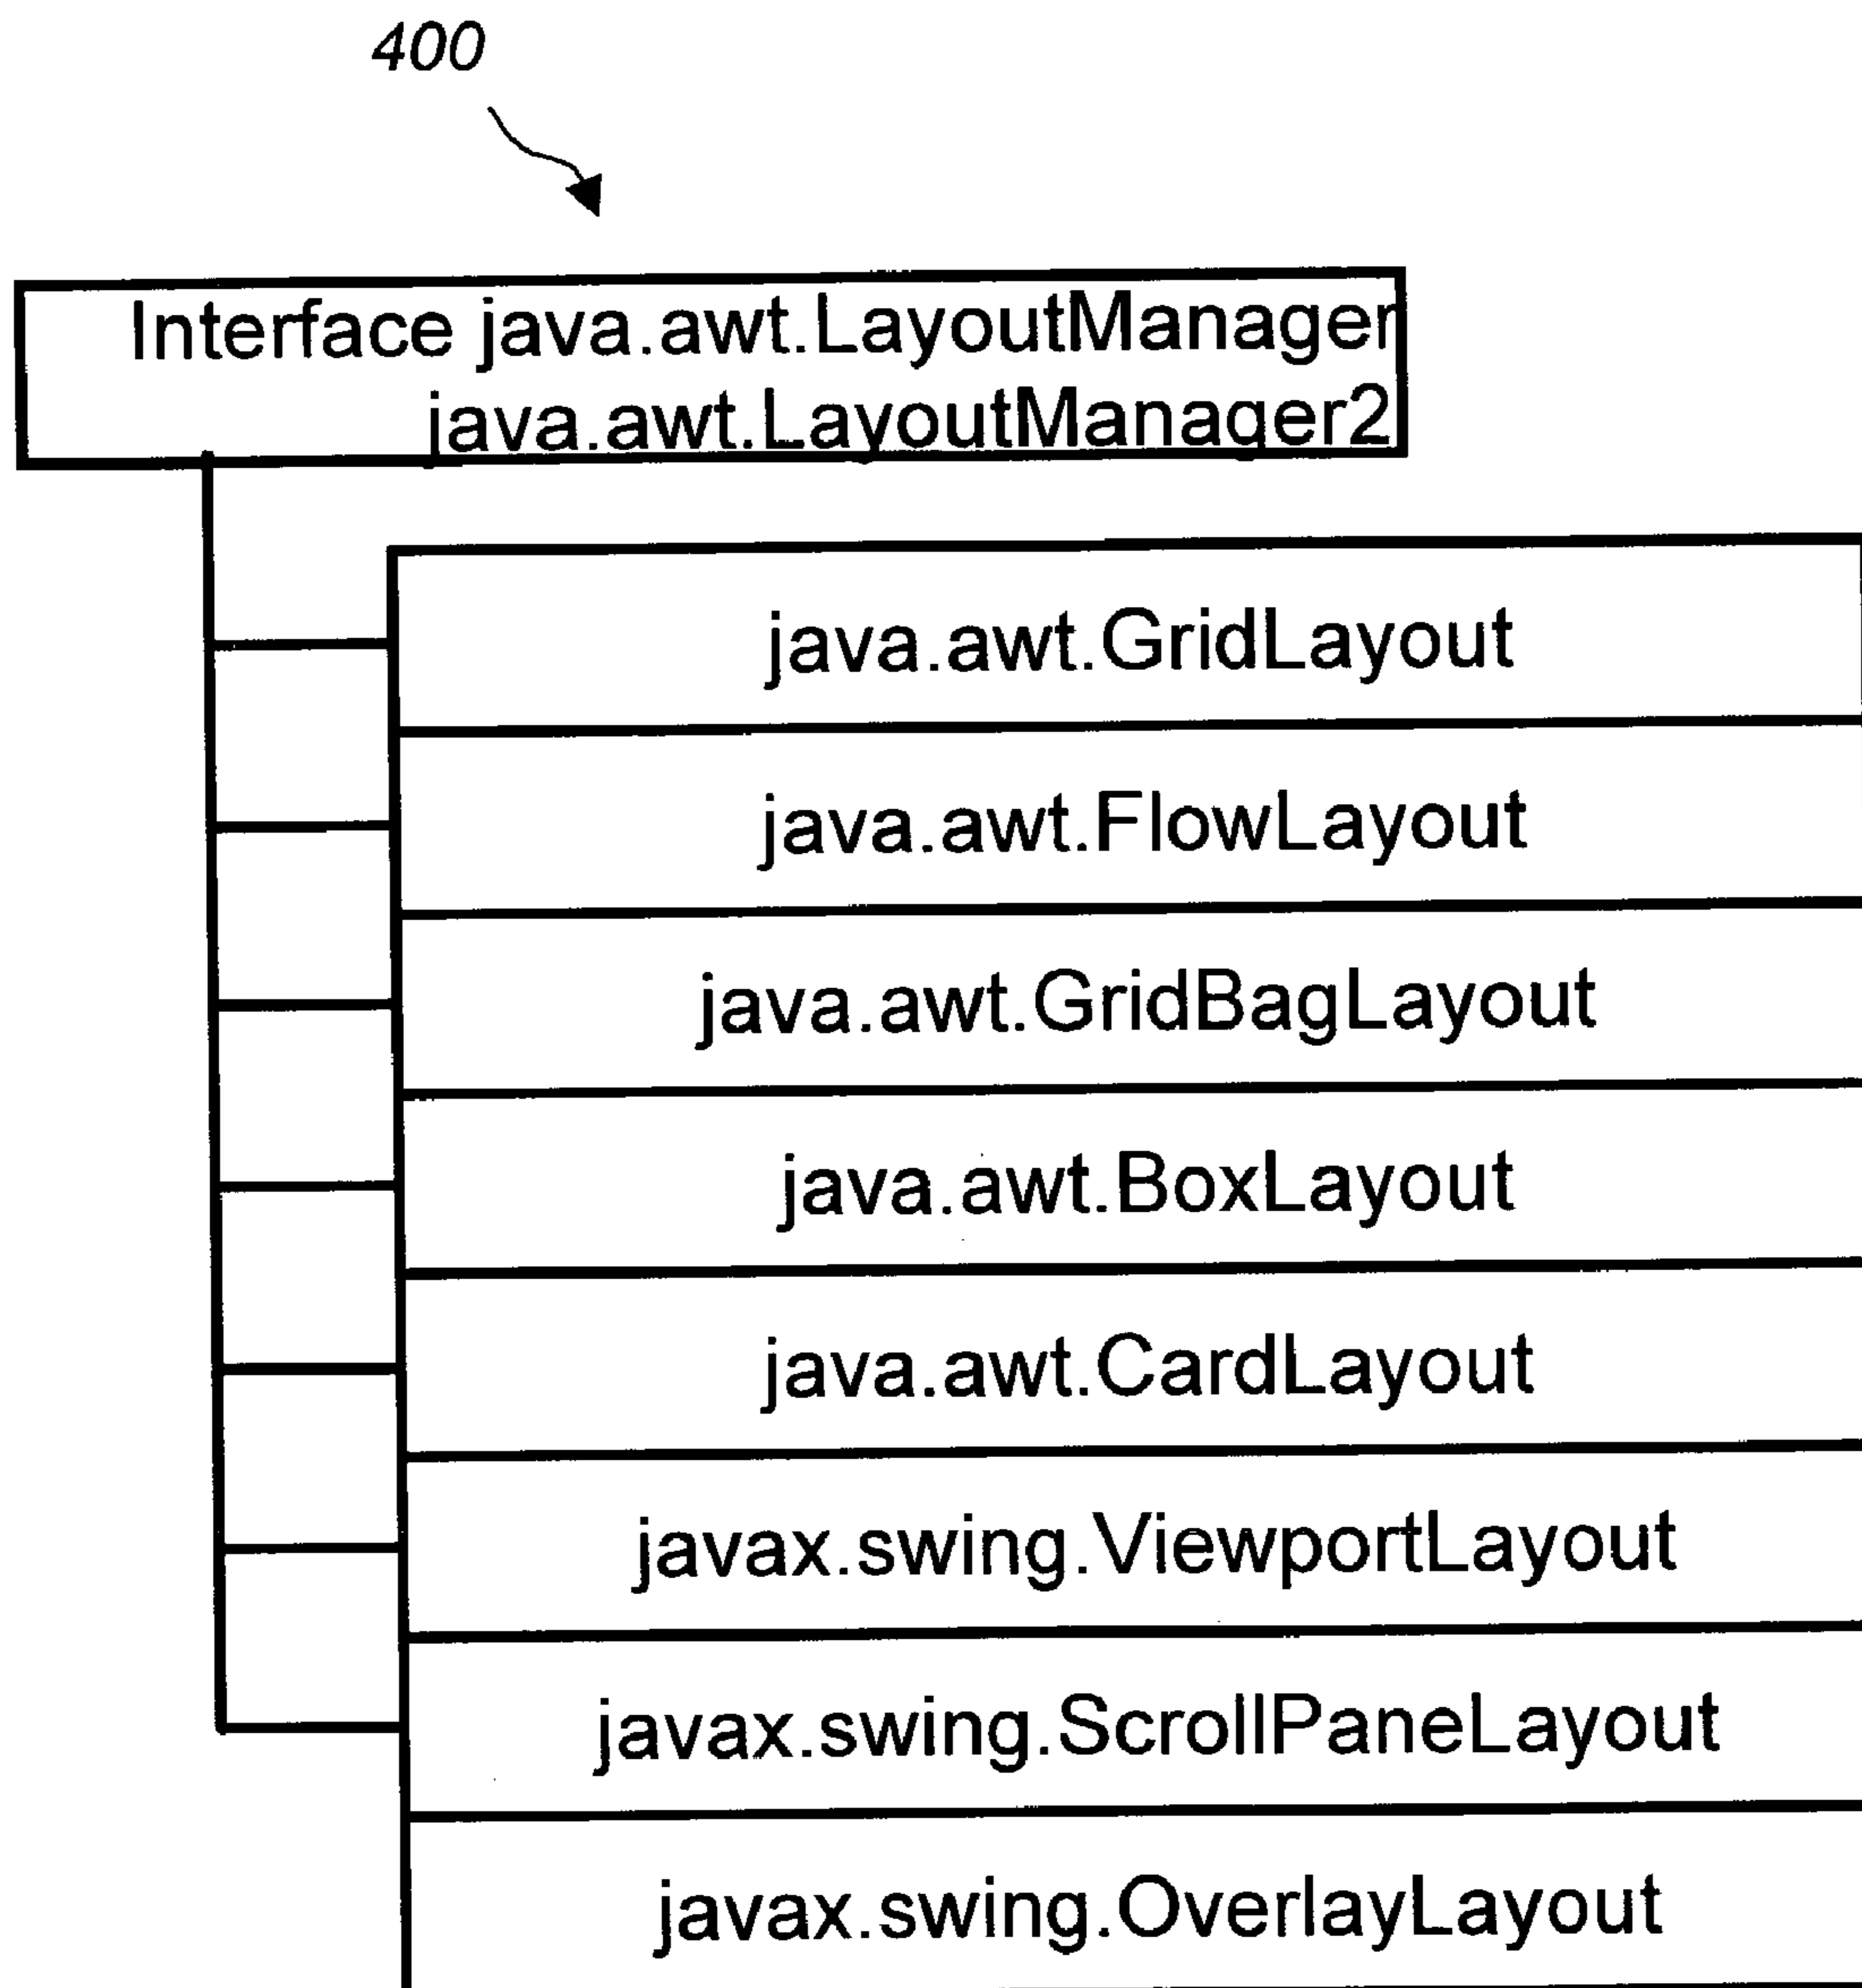 400
Interface java.awt.LayoutManager
java.awt.LayoutManager2
java.awt.GridLayout
java.awt.FlowLayout
java.awt.GridBagLayout
java.awt.BoxLayout
java.awt.CardLayout
javax.swing.ViewportLayout
javax.swing.ScrollPaneLayout
javax.swing.OverlayLayout